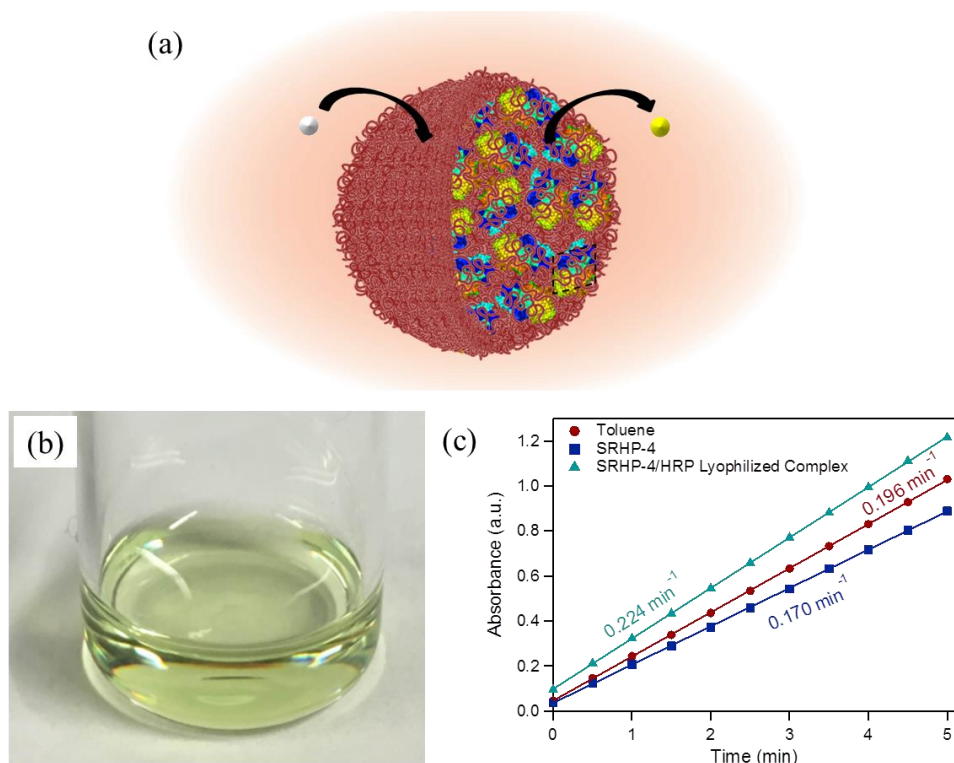 (a)
(b)
(c)
Toluene
SRHP-4
SRHP-4/HRP Lyophilized Complex
0.224 min⁻¹
0.196 min⁻¹
0.170 min⁻¹
Absorbance (a.u.)
1.2
1.0
0.8
0.6
0.4
0.2
0.0
0 1 2 3 4 5
Time (min)